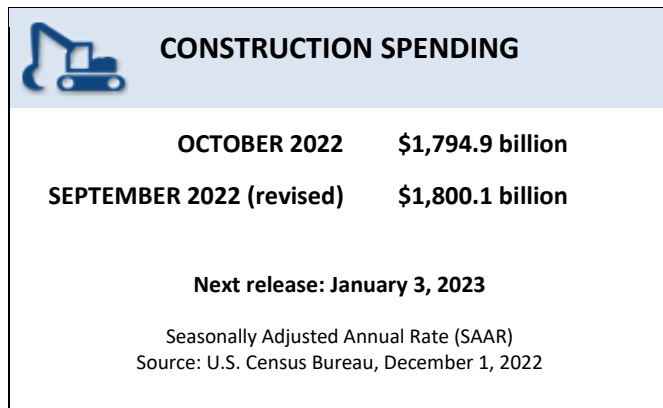 CONSTRUCTION SPENDING
OCTOBER 2022 $1,794.9 billion
SEPTEMBER 2022 (revised) $1,800.1 billion
Next release: January 3, 2023
Seasonally Adjusted Annual Rate (SAAR)
Source: U.S. Census Bureau, December 1, 2022